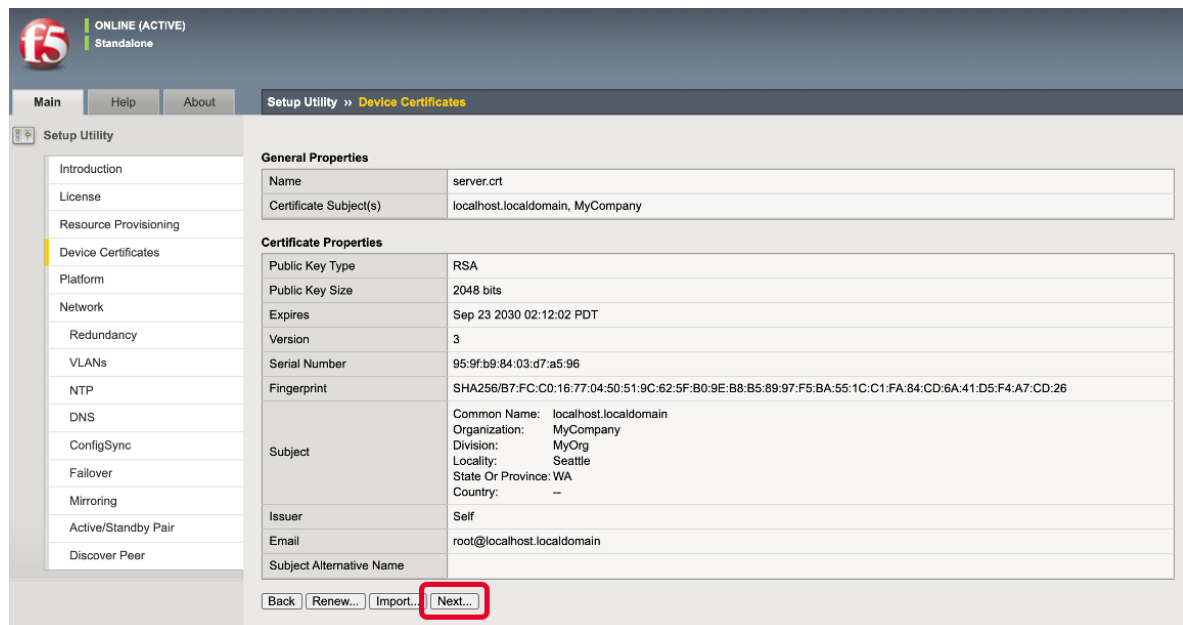 f5
ONLINE (ACTIVE)
Standalone
Main Help About
Setup Utility » Device Certificates
Setup Utility
Introduction
License
Resource Provisioning
Device Certificates
Platform
Network
Redundancy
VLANs
NTP
DNS
ConfigSync
Failover
Mirroring
Active/Standby Pair
Discover Peer
General Properties
Name server.crt
Certificate Subject(s) localhost.localdomain, MyCompany
Certificate Properties
Public Key Type RSA
Public Key Size 2048 bits
Expires Sep 23 2030 02:12:02 PDT
Version 3
Serial Number 95:9f:b9:84:03:d7:a5:96
Fingerprint SHA256/B7:FC:C0:16:77:04:50:51:9C:62:5F:B0:9E:B8:B5:89:97:F5:BA:55:1C:C1:FA:84:CD:6A:41:D5:F4:A7:CD:26
Subject
Common Name: localhost.localdomain
Organization: MyCompany
Division: MyOrg
Locality: Seattle
State Or Province: WA
Country: --
Issuer Self
Email root@localhost.localdomain
Subject Alternative Name
Back Renew... Import... Next...